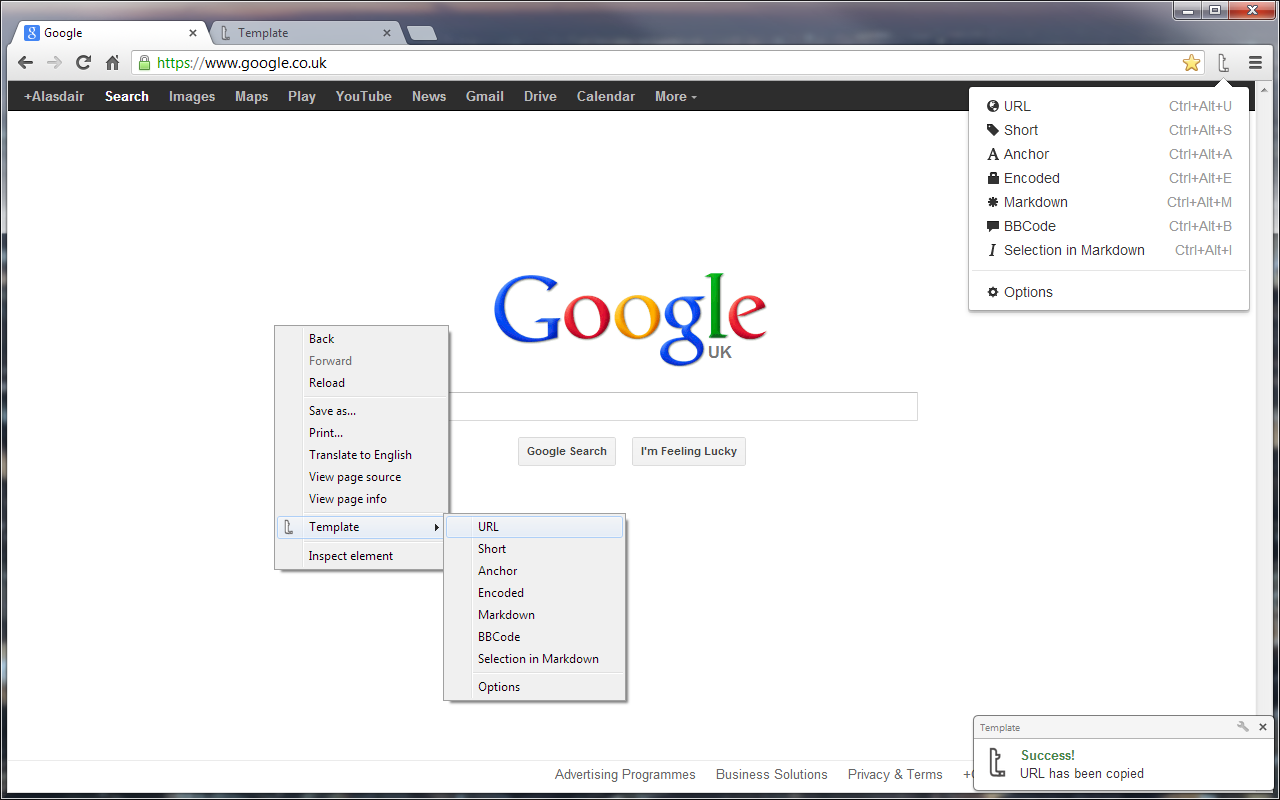 Google
Template
https://www.google.co.uk
+Alasdair Search Images Maps Play YouTube News Gmail Drive Calendar More
URL Ctrl+Alt+U
Short Ctrl+Alt+S
Anchor Ctrl+Alt+A
Encoded Ctrl+Alt+E
Markdown Ctrl+Alt+M
BBCode Ctrl+Alt+B
Selection in Markdown Ctrl+Alt+I
Options
Google
UK
Back
Forward
Reload
Save as...
Print...
Translate to English
View page source
View page info
Template
Inspect element
Google Search
I'm Feeling Lucky
URL
Short
Anchor
Encoded
Markdown
BBCode
Selection in Markdown
Options
Template
Success!
URL has been copied
Advertising Programmes Business Solutions Privacy & Terms